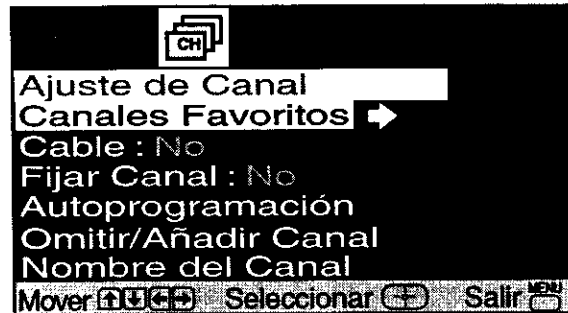 CH
Ajuste de Canal
Canales Favoritos
Cable : No
Fijar Canal : No
Autoprogramación
Omitir/Añadir Canal
Nombre del Canal
Mover Seleccionar Salir MENU